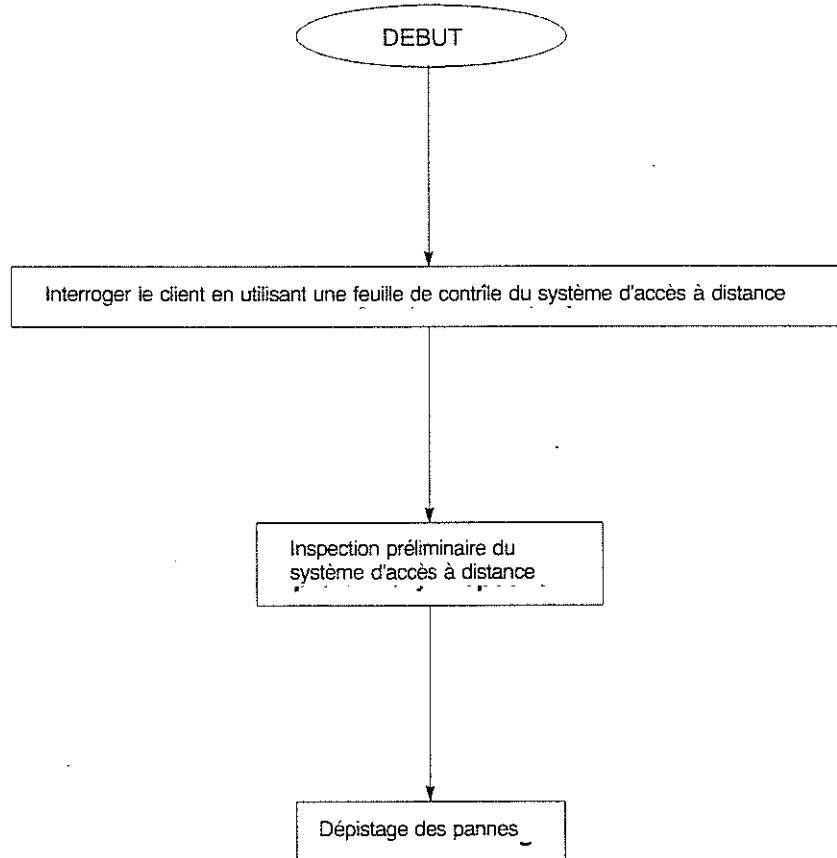 DEBUT
Interroger le client en utilisant une feuille de contrîle du système d'accès à distance
Inspection préliminaire du
système d'accès à distance
Dépistage des pannes